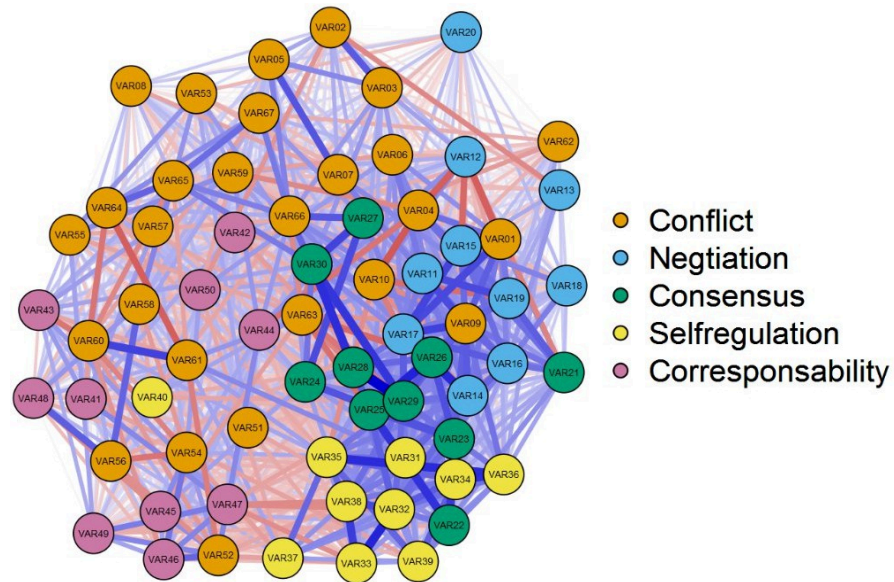 VAR02
VAR20
VAR05
VAR08
VAR53
VAR03
VAR67
VAR62
VAR06
VAR12
VAR59
VAR07
VAR65
VAR13
VAR64
VAR66
VAR27
VAR04
VAR57
VAR55
VAR42
VAR15
VAR01
VAR30
VAR11
VAR10
VAR18
VAR50
VAR19
VAR58
VAR43
VAR63
VAR09
VAR44
VAR17
VAR60
VAR26
VAR61
VAR16
VAR28
VAR21
VAR24
VAR40
VAR48
VAR41
VAR14
VAR29
VAR25
VAR51
VAR23
VAR54
VAR35
VAR31
VAR56
VAR36
VAR34
VAR38
VAR47
VAR32
VAR45
VAR22
VAR49
VAR52
VAR46
VAR37
VAR33
VAR39
Conflict
Negtiation
Consensus
Selfregulation
Corresponsability